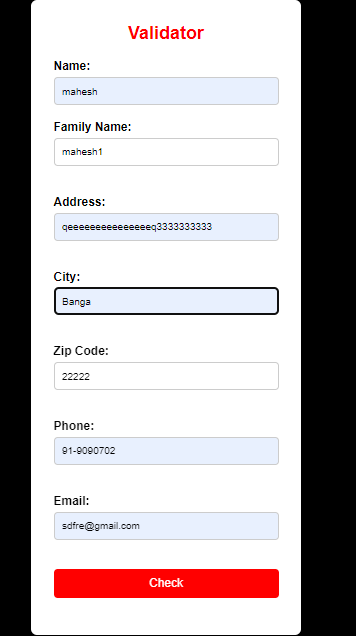 Validator
Name:
mahesh
Family Name:
mahesh1
Address:
qeeeeeeeeeeeeeeeq3333333333
City:
Banga
Zip Code:
22222
Phone:
91-9090702
Email:
sdfre@gmail.com
Check